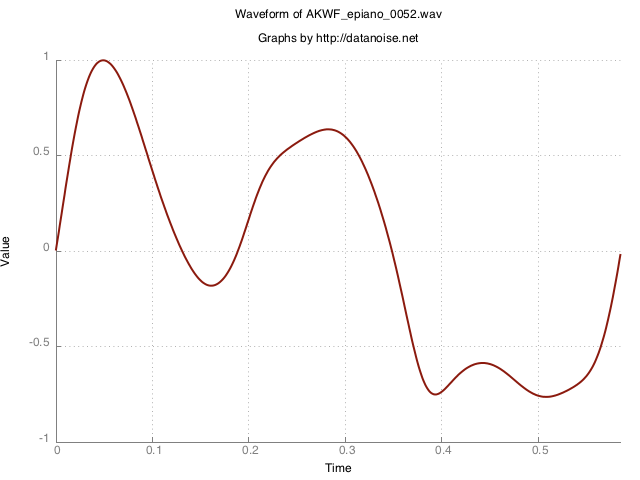 Waveform of AKWF_epiano_0052.wav
Graphs by http://datanoise.net
1
0.5
0
-0.5
-1
Value
0 0.1 0.2 0.3 0.4 0.5
Time